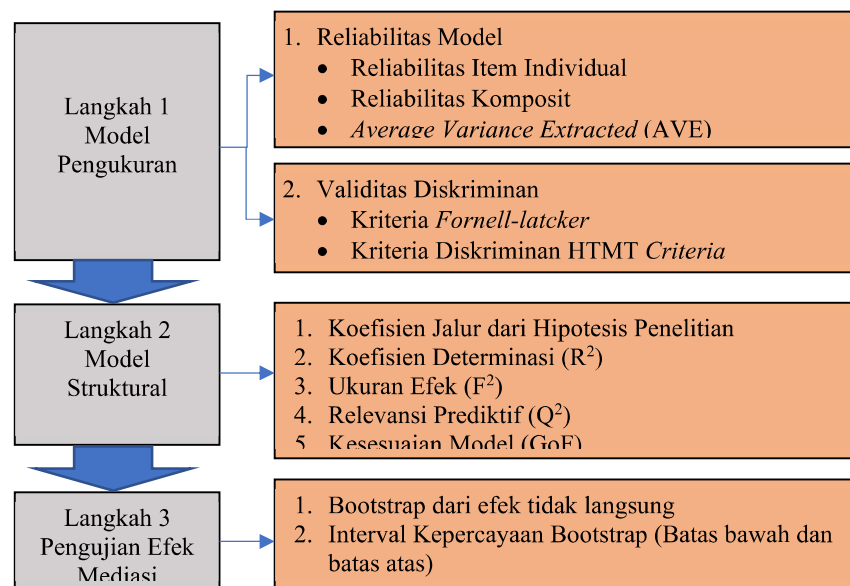 Langkah 1
Model
Pengukuran
1. Reliabilitas Model
• Reliabilitas Item Individual
• Reliabilitas Komposit
• Average Variance Extracted (AVE)
2. Validitas Diskriminan
• Kriteria Fornell-latcker
• Kriteria Diskriminan HTMT Criteria
Langkah 2
Model
Struktural
1. Koefisien Jalur dari Hipotesis Penelitian
2. Koefisien Determinasi (R²)
3. Ukuran Efek (F²)
4. Relevansi Prediktif (Q²)
5. Kesesuaian Model (GoF)
Langkah 3
Pengujian Efek
Mediasi
1. Bootstrap dari efek tidak langsung
2. Interval Kepercayaan Bootstrap (Batas bawah dan
batas atas)